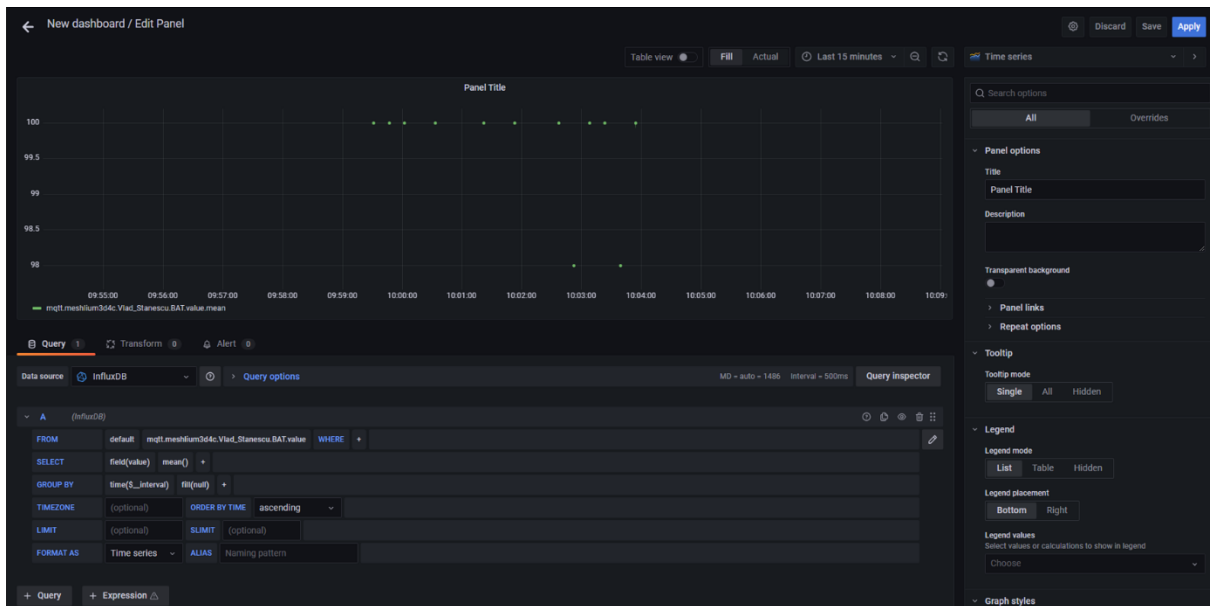 New dashboard / Edit Panel
Discard Save Apply
Table view Fill Actual Last 15 minutes
Time series
Panel Title
100
99.5
99
98.5
98
09:55:00 09:56:00 09:57:00 09:58:00 09:59:00 10:00:00 10:01:00 10:02:00 10:03:00 10:04:00 10:05:00 10:06:00 10:07:00 10:08:00 10:09:
mqtt.meshlium3d4c.Vlad_Stanescu.BAT.value.mean
Query 1 Transform 0 Alert 0
Data source InfluxDB Query options MD = auto = 1486 Interval = 500ms Query inspector
A (InfluxDB)
FROM default mqtt.meshlium3d4c.Vlad_Stanescu.BAT.value WHERE +
SELECT field(value) mean() +
GROUP BY time($__interval) fill(null) +
TIMEZONE (optional) ORDER BY TIME ascending
LIMIT (optional) SLIMIT (optional)
FORMAT AS Time series ALIAS Naming pattern
+ Query + Expression
Search options
All Overrides
Panel options
Title
Panel Title
Description
Transparent background
Panel links
Repeat options
Tooltip
Tooltip mode
Single All Hidden
Legend
Legend mode
List Table Hidden
Legend placement
Bottom Right
Legend values
Select values or calculations to show in legend
Choose
Graph styles